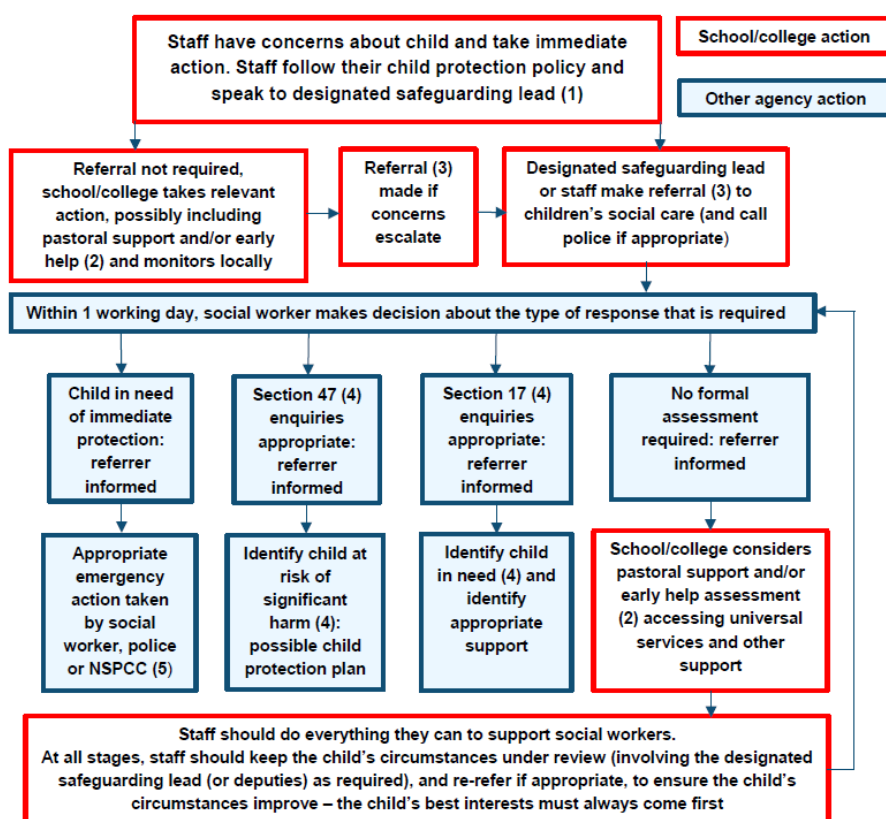 Staff have concerns about child and take immediate
action. Staff follow their child protection policy and
speak to designated safeguarding lead (1)
School/college action
Other agency action
Referral not required,
school/college takes relevant
action, possibly including
pastoral support and/or early
help (2) and monitors locally
Referral (3)
made if
concerns
escalate
Designated safeguarding lead
or staff make referral (3) to
children’s social care (and call
police if appropriate)
Within 1 working day, social worker makes decision about the type of response that is required
Child in need
of immediate
protection:
referrer
informed
Section 47 (4)
enquiries
appropriate:
referrer
informed
Section 17 (4)
enquiries
appropriate:
referrer
informed
No formal
assessment
required: referrer
informed
Appropriate
emergency
action taken
by social
worker, police
or NSPCC (5)
Identify child at
risk of
significant
harm (4):
possible child
protection plan
Identify child
in need (4) and
identify
appropriate
support
School/college considers
pastoral support and/or
early help assessment
(2) accessing universal
services and other
support
Staff should do everything they can to support social workers.
At all stages, staff should keep the child’s circumstances under review (involving the designated
safeguarding lead (or deputies) as required), and re-refer if appropriate, to ensure the child’s
circumstances improve – the child’s best interests must always come first